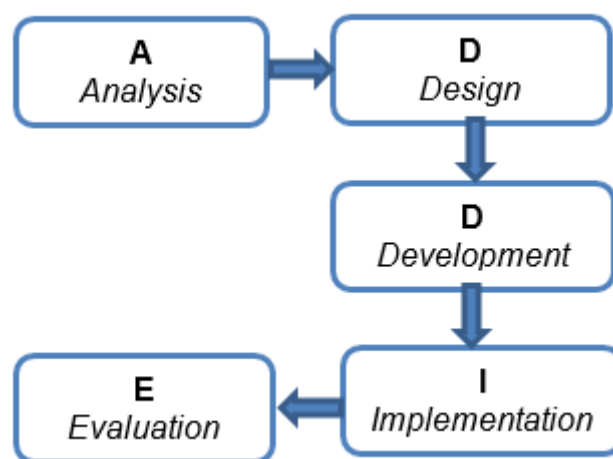 A
Analysis
D
Design
D
Development
I
Implementation
E
Evaluation